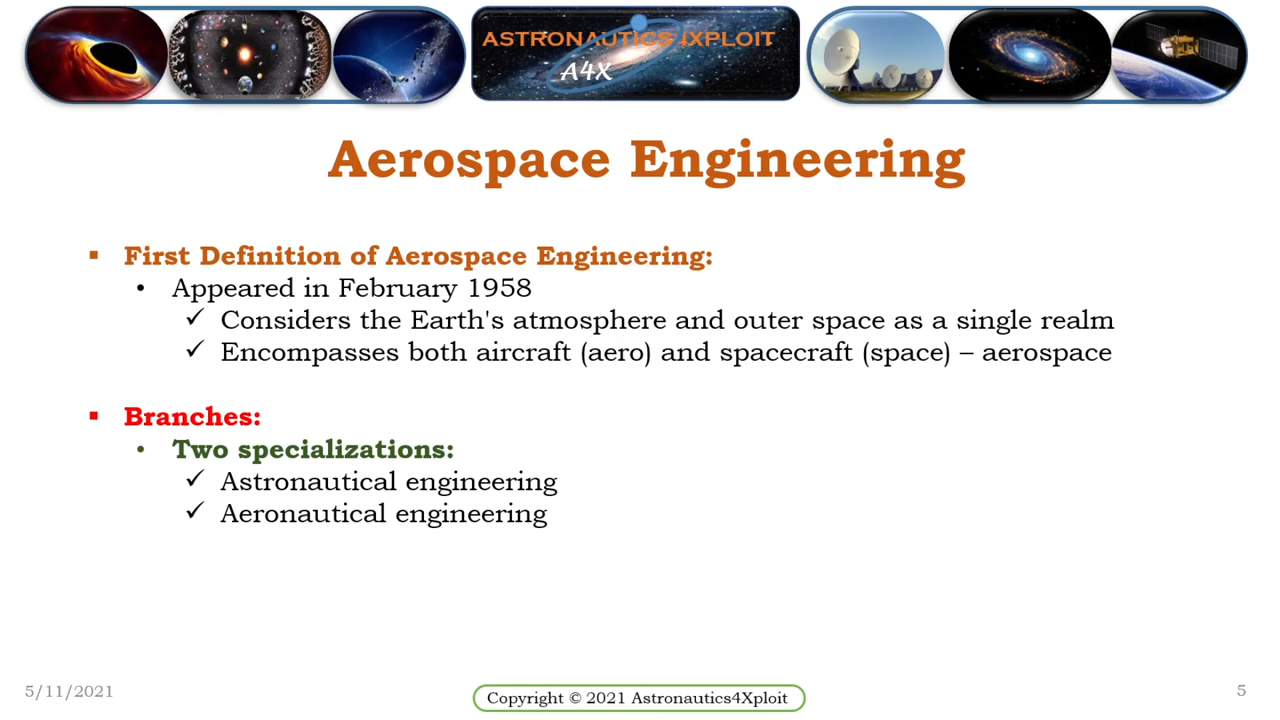 ASTRONAUTICS 4XPLOIT
A4X
Aerospace Engineering
▪ First Definition of Aerospace Engineering:
• Appeared in February 1958
✓ Considers the Earth's atmosphere and outer space as a single realm
✓ Encompasses both aircraft (aero) and spacecraft (space) – aerospace
▪ Branches:
• Two specializations:
✓ Astronautical engineering
✓ Aeronautical engineering
5/11/2021
Copyright © 2021 Astronautics4Xploit
5